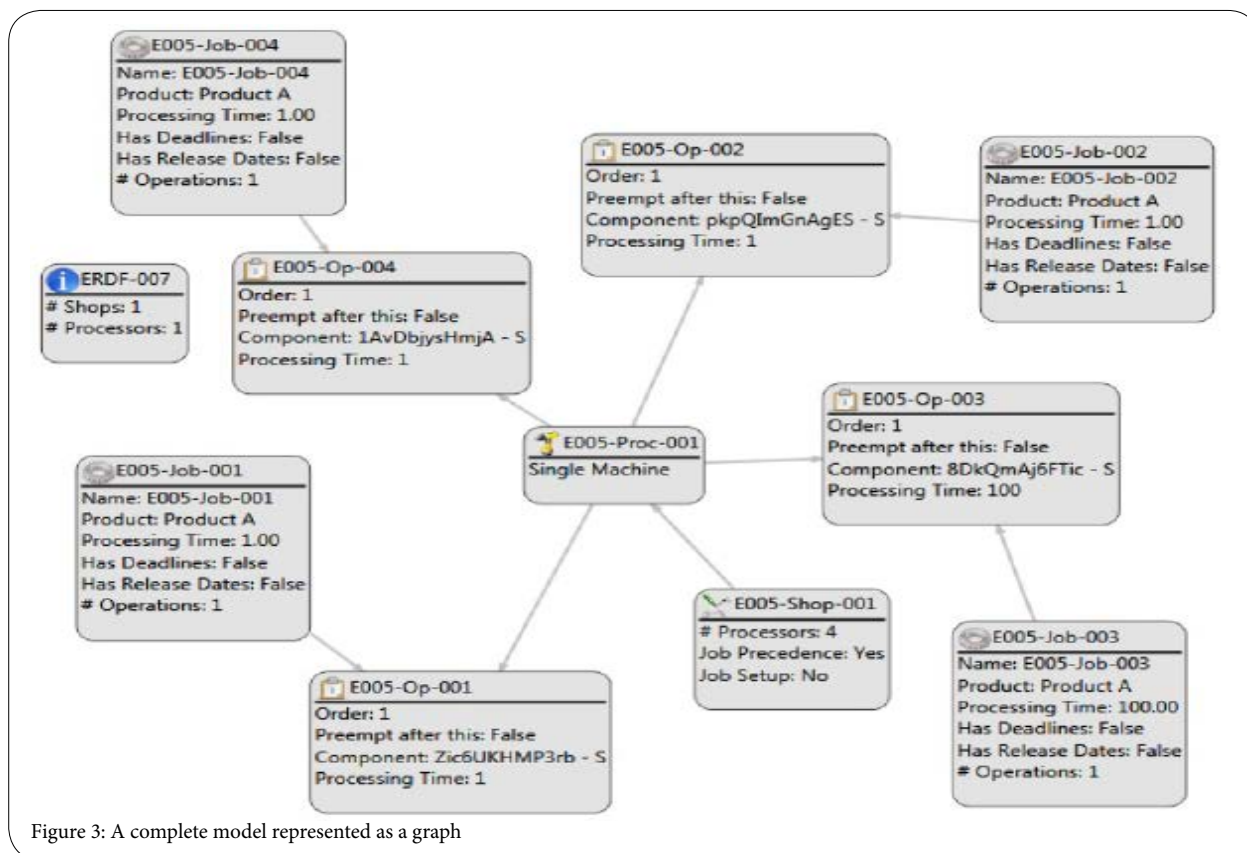 E005-Job-004
Name: E005-Job-004
Product: Product A
Processing Time: 1.00
Has Deadlines: False
Has Release Dates: False
# Operations: 1
E005-Op-002
Order: 1
Preempt after this: False
Component: pkpQImGnAgES - S
Processing Time: 1
E005-Job-002
Name: E005-Job-002
Product: Product A
Processing Time: 1.00
Has Deadlines: False
Has Release Dates: False
# Operations: 1
ERDF-007
# Shops: 1
# Processors: 1
E005-Op-004
Order: 1
Preempt after this: False
Component: 1AvDbjysHmjA - S
Processing Time: 1
E005-Op-003
Order: 1
Preempt after this: False
Component: 8DkQmAj6FTic - S
Processing Time: 100
E005-Proc-001
Single Machine
E005-Job-001
Name: E005-Job-001
Product: Product A
Processing Time: 1.00
Has Deadlines: False
Has Release Dates: False
# Operations: 1
E005-Shop-001
# Processors: 4
Job Precedence: Yes
Job Setup: No
E005-Job-003
Name: E005-Job-003
Product: Product A
Processing Time: 100.00
Has Deadlines: False
Has Release Dates: False
# Operations: 1
E005-Op-001
Order: 1
Preempt after this: False
Component: Zic6UKHMP3rb - S
Processing Time: 1
Figure 3: A complete model represented as a graph